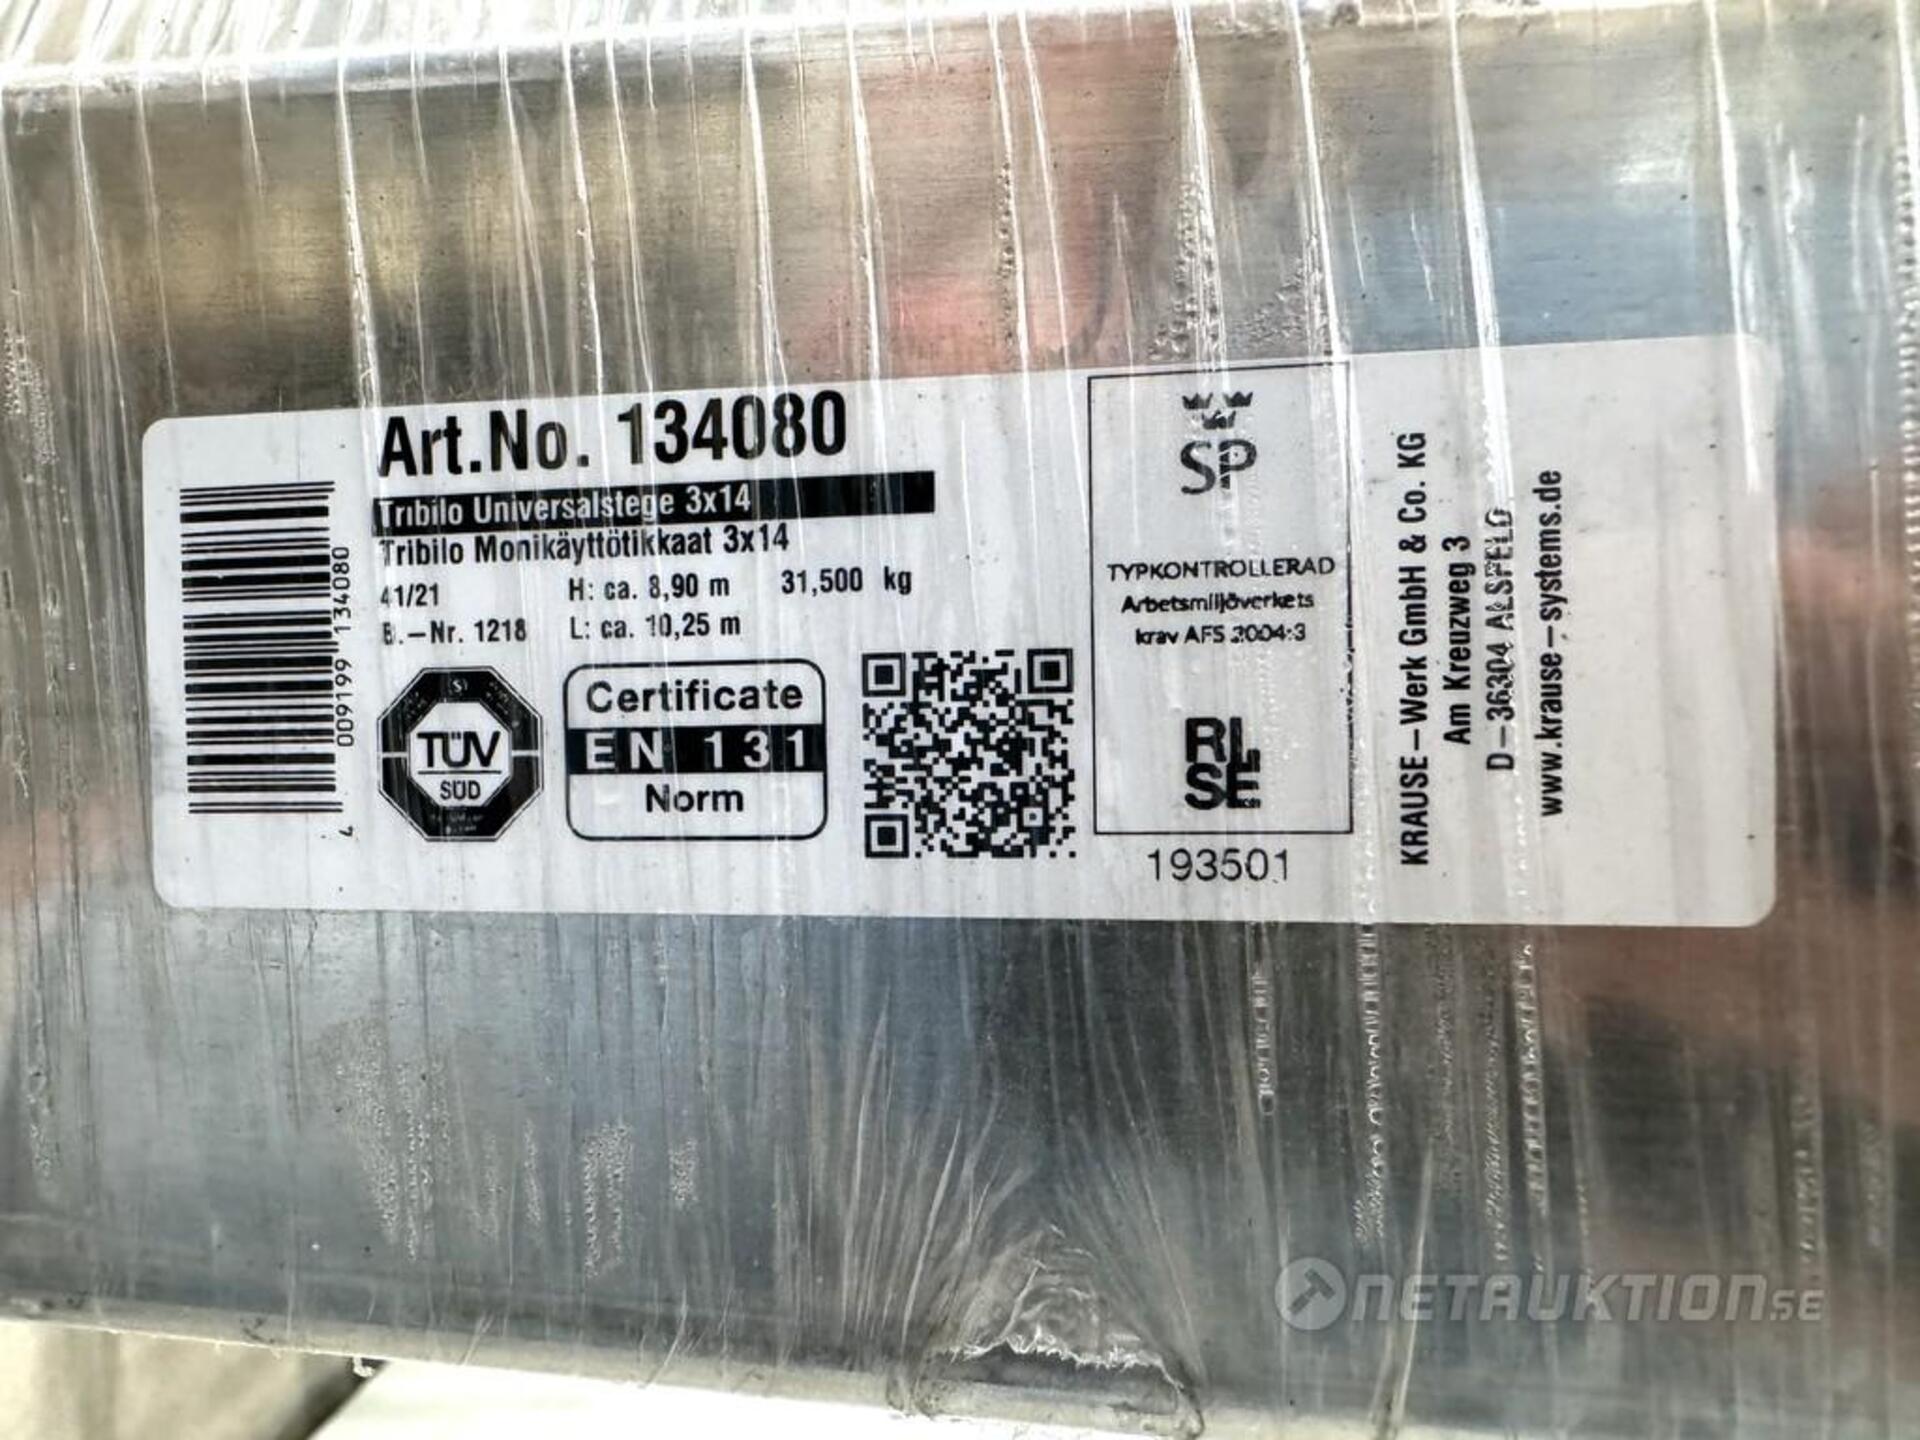 Art.No. 134080
Tribilo Universalstege 3x14
Tribilo Monikäyttötikkaat 3x14
41/21 H: ca. 8,90 m 31,500 kg
B.-Nr. 1218 L: ca. 10,25 m
4 009199 134080
TÜV
SÜD
Certificate
EN 131
Norm
SP
TYPKONTROLLERAD
Arbetsmiljöverkets
krav AFS 2004:3
RI.
SE
193501
KRAUSE-Werk GmbH & Co. KG
Am Kreuzweg 3
D-36304 ALSFELD
www.krause-systems.de
NETAUKTION.SE